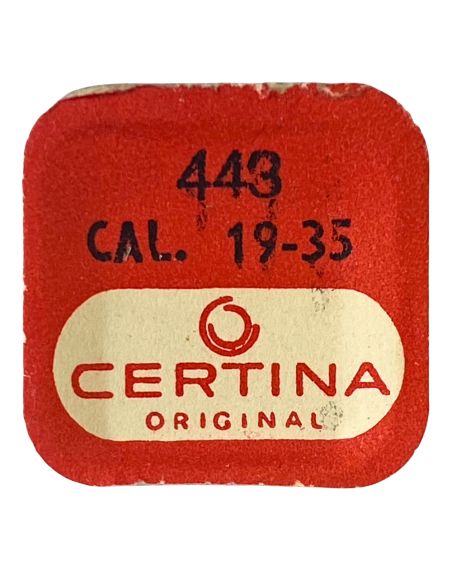 443
CAL. 19-35
CERTINA
ORIGINAL